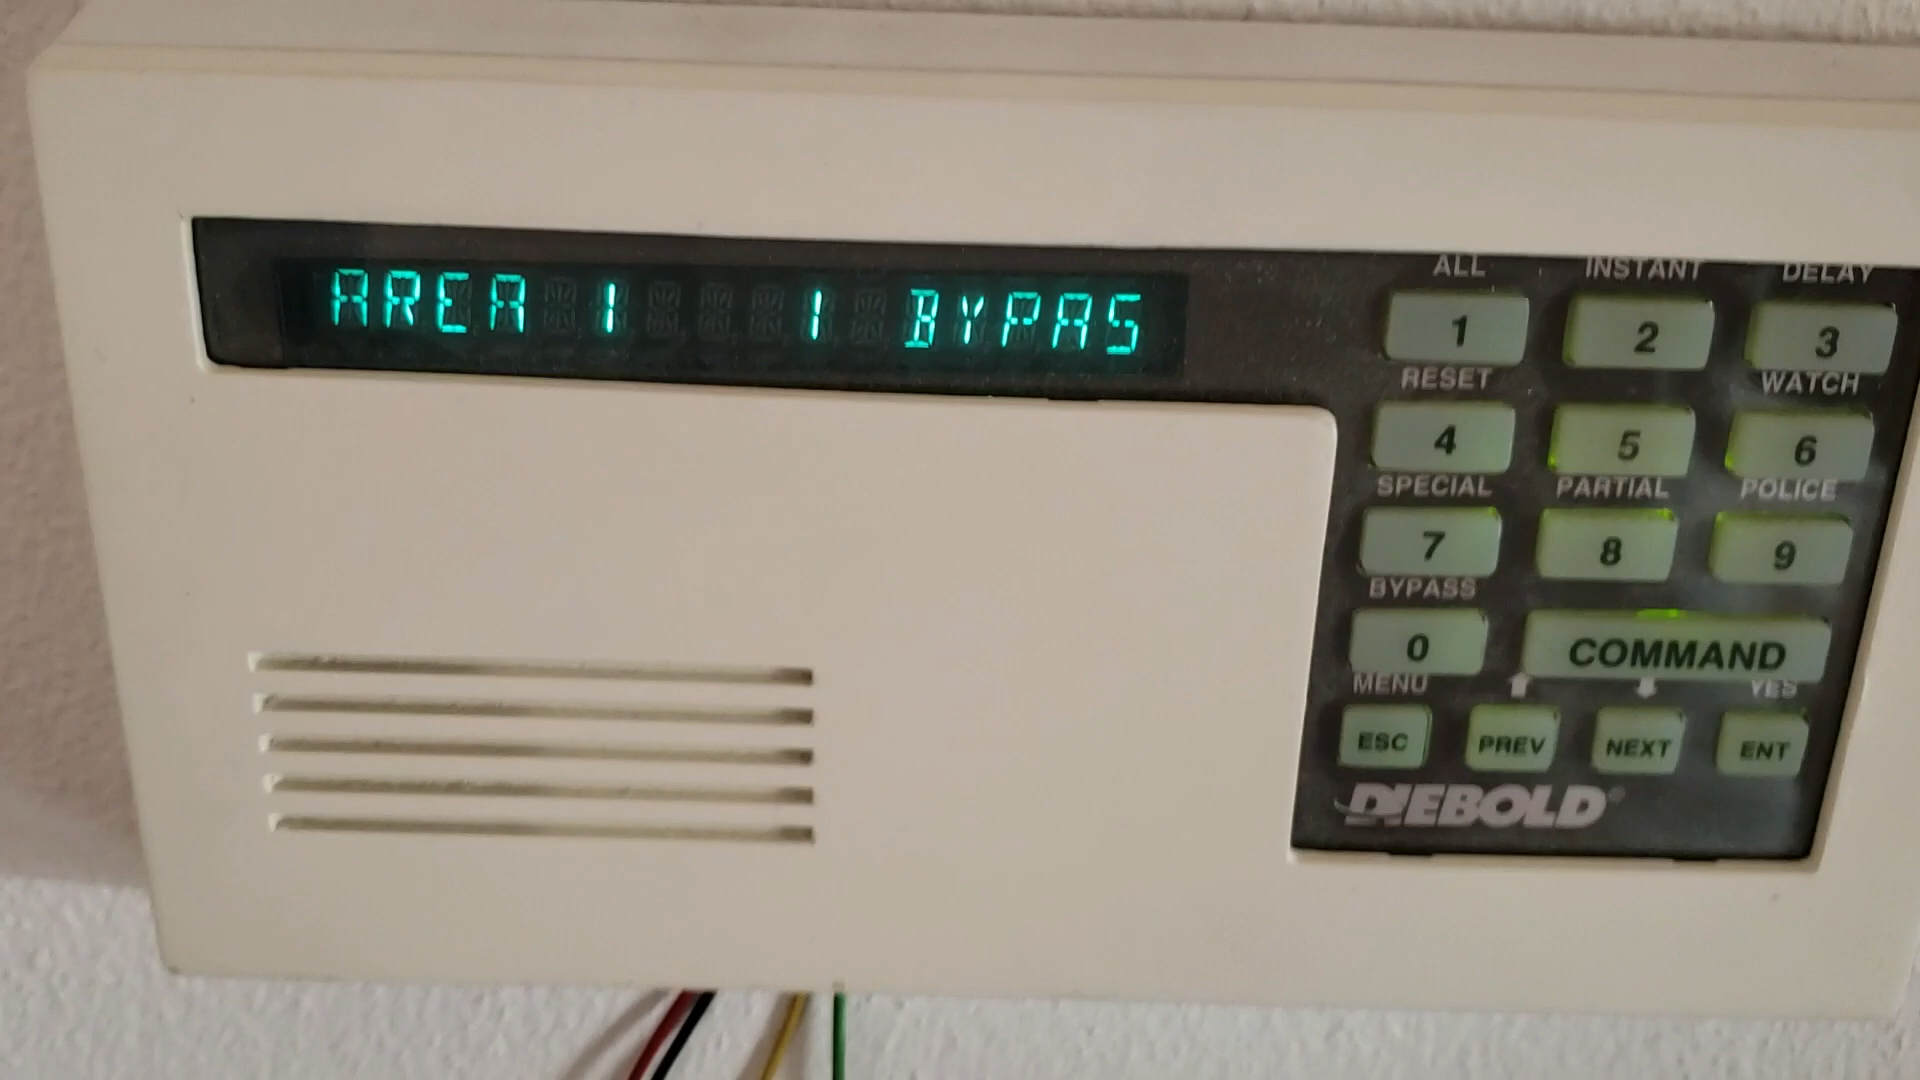 AREA 1   1 BYPAS
ALL INSTANT DELAY
1 2 3
RESET WATCH
4 5 6
SPECIAL PARTIAL POLICE
7 8 9
BYPASS
0 COMMAND
MENU YES
ESC PREV NEXT ENT
DIEBOLD®